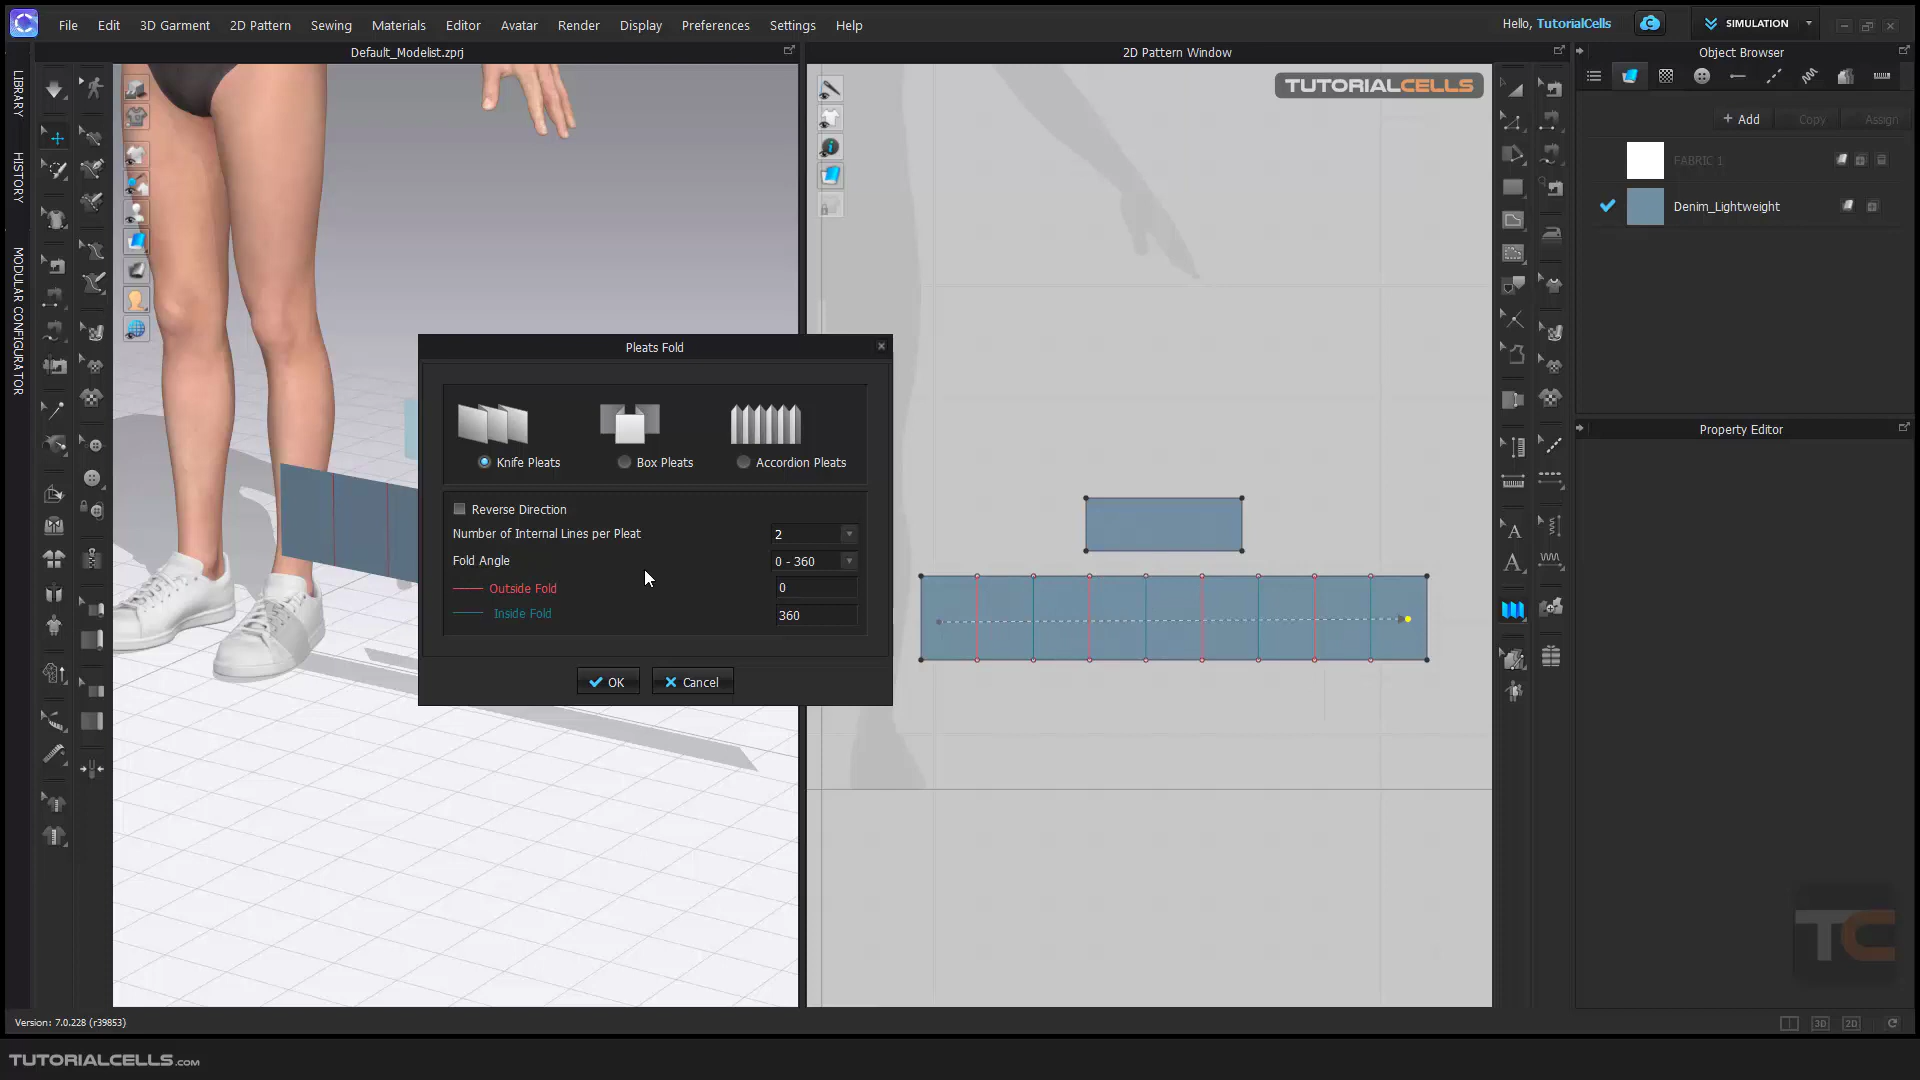 File Edit 3D Garment 2D Pattern Sewing Materials Editor Avatar Render Display Preferences Settings Help
Hello, TutorialCells
SIMULATION
Default_Modelist.zprj
2D Pattern Window
Object Browser
LIBRARY
HISTORY
MODULAR CONFIGURATOR
TUTORIALCELLS
+ Add Copy Assign
FABRIC 1
Denim_Lightweight
Property Editor
Pleats Fold
Knife Pleats Box Pleats Accordion Pleats
Reverse Direction
Number of Internal Lines per Pleat 2
Fold Angle 0 - 360
Outside Fold 0
Inside Fold 360
OK Cancel
A
A
TC
Version: 7.0.228 (r39853)
3D 2D
TUTORIALCELLS.com